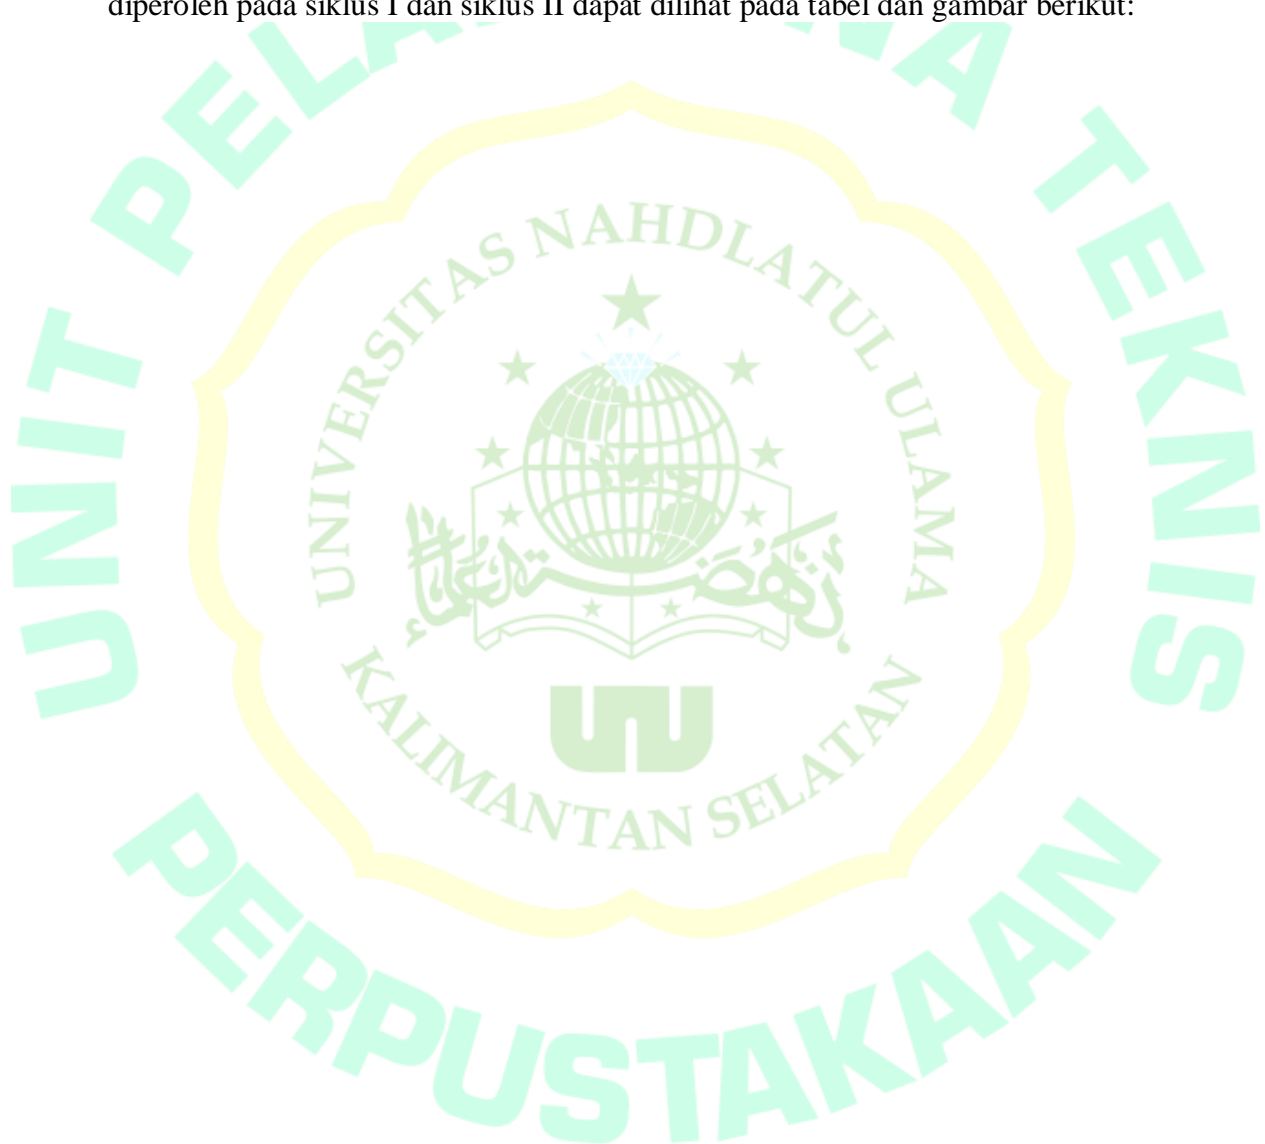 diperoleh pada siklus I dan siklus II dapat dilihat pada tabel dan gambar berikut:
UNIT PELAKSANA TEKNIS
UNIVERSITAS NAHDLATUL ULAMA
KALIMANTAN SELATAN
PERPUSTAKAAN